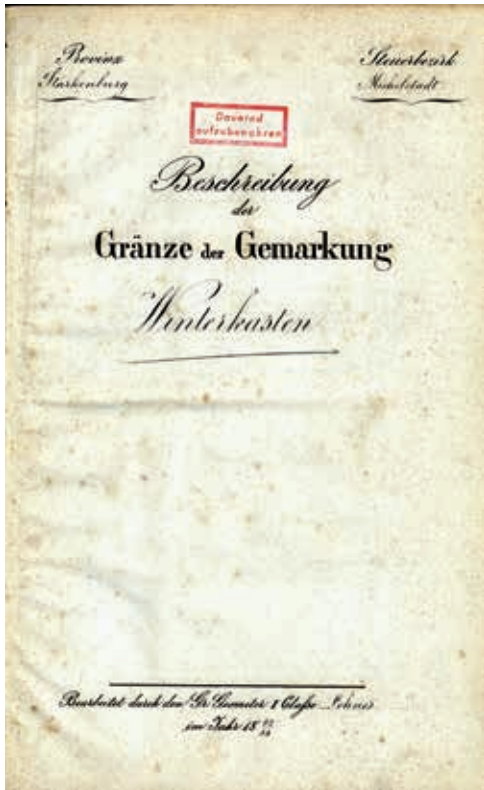 Provinz
Starkenburg
Steuerbezirk
Michelstadt
Dauernd
aufzubewahren
Beschreibung
der
Gränze der Gemarkung
Winterkasten
Bearbeitet durch den Gr. Geometer I Classe
im Jahr 18